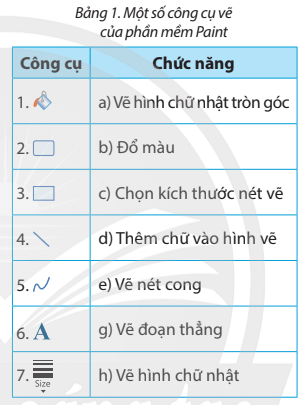 Bảng 1. Một số công cụ vẽ
của phần mềm Paint
Công cụ Chức năng
1. a) Vẽ hình chữ nhật tròn góc
2. b) Đổ màu
3. c) Chọn kích thước nét vẽ
4. d) Thêm chữ vào hình vẽ
5. e) Vẽ nét cong
6. A g) Vẽ đoạn thẳng
7. Size h) Vẽ hình chữ nhật